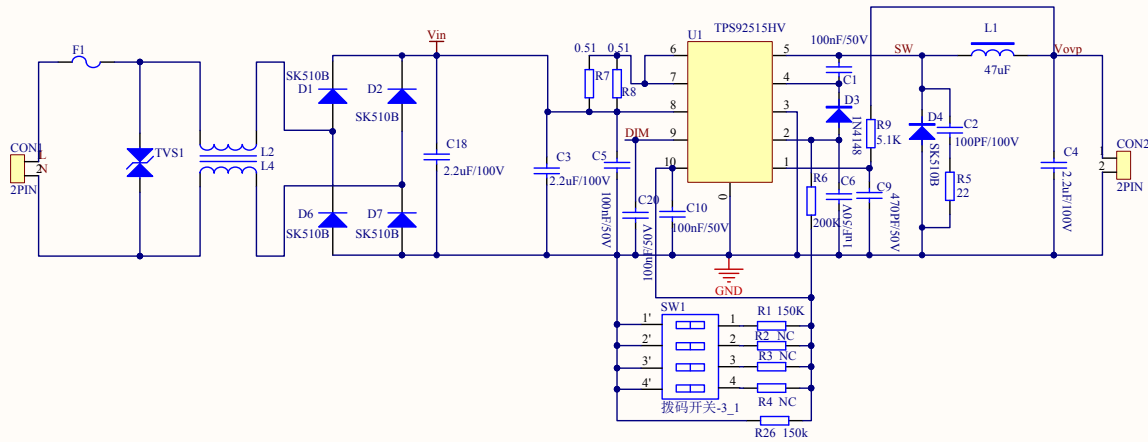 TPS92515HV
U1
F1
Vin
0.51
0.51
R7
R8
6
7
8
9
10
5
4
3
2
1
0
100nF/50V
C1
SW
L1
47uF
Vovp
SK510B
D1
D2
SK510B
D3
1N4148
R9
5.1K
D4
SK510B
C2
100PF/100V
R5
22
C4
2.2uF/100V
CON2
1
2
2PIN
CON1
L
2
N
2PIN
TVS1
L2
L4
C18
2.2uF/100V
C3
2.2uF/100V
C5
100nF/50V
DIM
C20
100nF/50V
C10
100nF/50V
R6
200K
C6
1uF/50V
C9
470PF/50V
D6
SK510B
D7
SK510B
GND
SW1
1'
2'
3'
4'
1
2
3
4
R1 150K
R2 NC
R3 NC
R4 NC
拨码开关-3_1
R26 150k